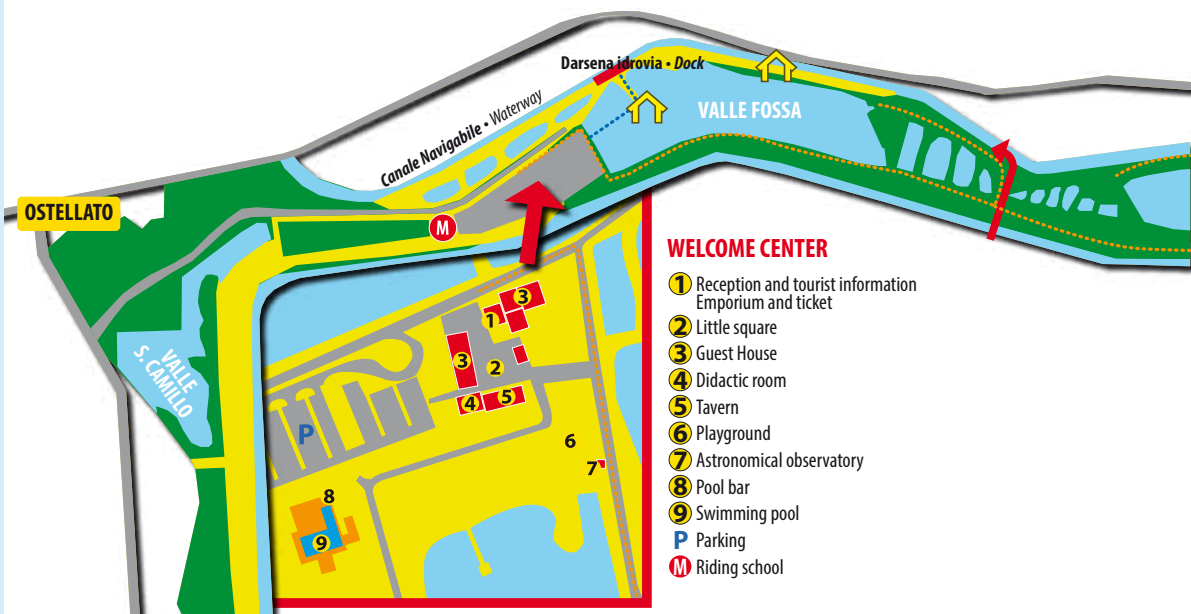 Darsena idrovia • Dock
Canale Navigabile • Waterway
VALLE FOSSA
OSTELLATO
M
VALLE
S. CAMILLO
3
1
3
2
4
5
P
6
7
8
9
WELCOME CENTER
1 Reception and tourist information
Emporium and ticket
2 Little square
3 Guest House
4 Didactic room
5 Tavern
6 Playground
7 Astronomical observatory
8 Pool bar
9 Swimming pool
P Parking
M Riding school